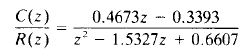 C(z)/R(z) = (0.4673z - 0.3393)/(z² - 1.5327z + 0.6607)